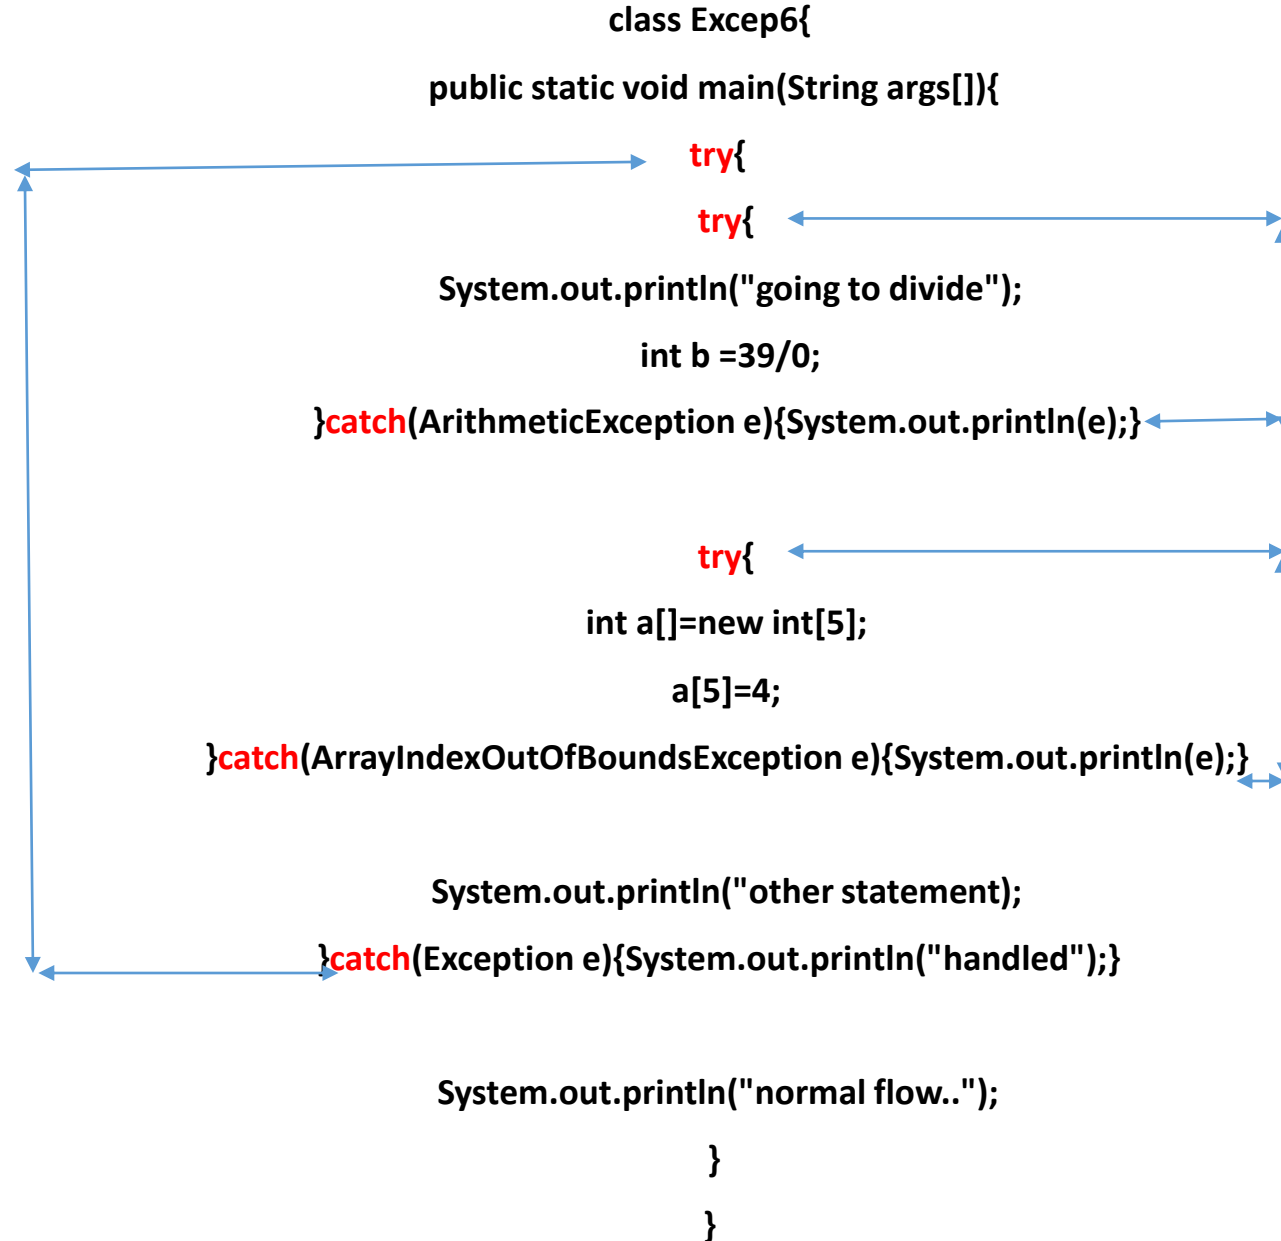 class Excep6{
public static void main(String args[]){
try{
try{
System.out.println("going to divide");
int b =39/0;
}catch(ArithmeticException e){System.out.println(e);}
try{
int a[]=new int[5];
a[5]=4;
}catch(ArrayIndexOutOfBoundsException e){System.out.println(e);}
System.out.println("other statement);
}catch(Exception e){System.out.println("handled");}
System.out.println("normal flow..");
}
}